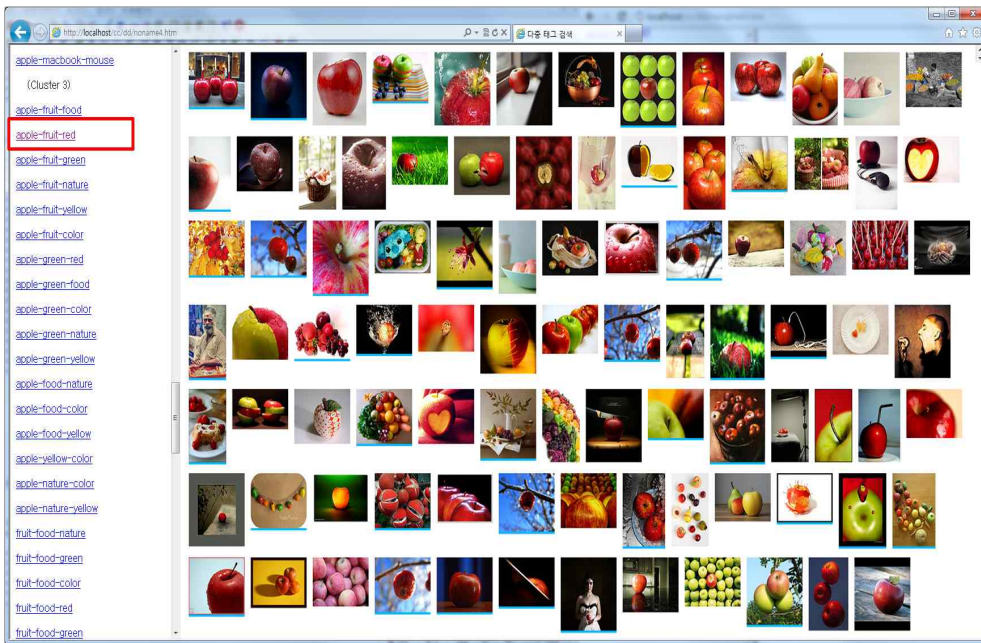 http://localhost/cc/dd/noname4.htm
다중 태그 검색
apple-macbook-mouse
(Cluster 3)
apple-fruit-food
apple-fruit-red
apple-fruit-green
apple-fruit-nature
apple-fruit-yellow
apple-fruit-color
apple-green-red
apple-green-food
apple-green-color
apple-green-nature
apple-green-yellow
apple-food-nature
apple-food-color
apple-food-yellow
apple-yellow-color
apple-nature-color
apple-nature-yellow
fruit-food-nature
fruit-food-green
fruit-food-color
fruit-food-red
fruit-food-green